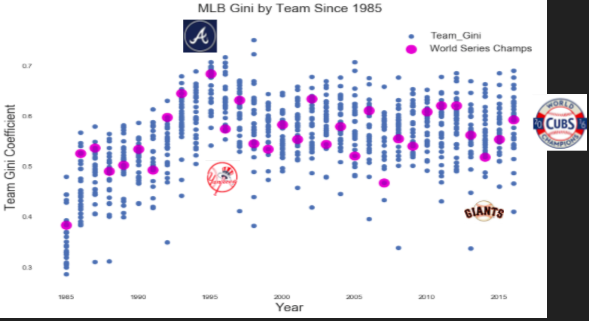 MLB Gini by Team Since 1985
Team_Gini
World Series Champs
Team Gini Coefficient
0.7
0.6
0.5
0.4
0.3
WORLD
CUBS
CHAMPIONS
GIANTS
1985
1990
1995
2000
2005
2010
2015
Year